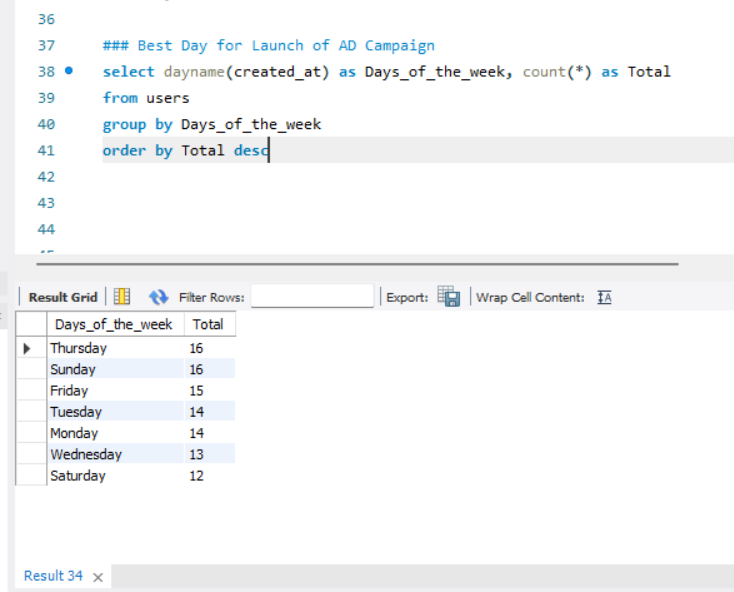 36
37 ### Best Day for Launch of AD Campaign
38 select dayname(created_at) as Days_of_the_week, count(*) as Total
39 from users
40 group by Days_of_the_week
41 order by Total desc
42
43
44
Result Grid Filter Rows: Export: Wrap Cell Content:
Days_of_the_week Total
Thursday 16
Sunday 16
Friday 15
Tuesday 14
Monday 14
Wednesday 13
Saturday 12
Result 34